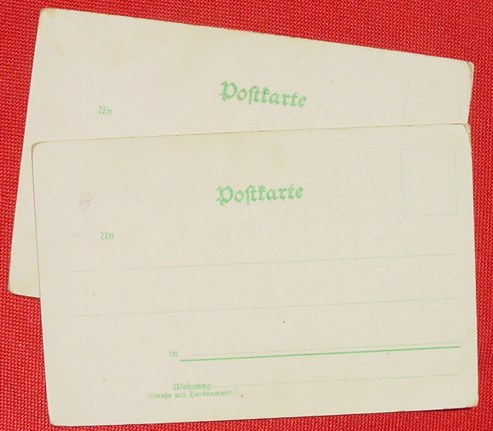 Postkarte
An
Postkarte
An
in
Wohnung
(Straße und Hausnummer)